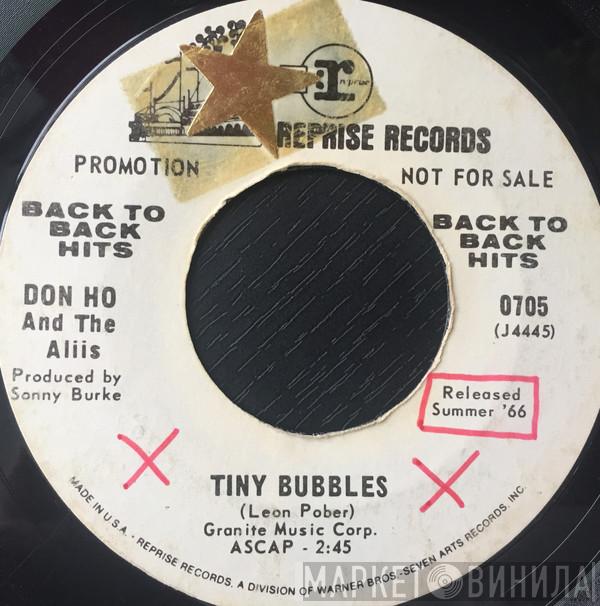 r
reprise
REPRISE RECORDS
PROMOTION
NOT FOR SALE
BACK TO
BACK
HITS
BACK TO
BACK
HITS
DON HO
And The
Aliis
Produced by
Sonny Burke
0705
(J4445)
Released
Summer '66
TINY BUBBLES
(Leon Pober)
Granite Music Corp.
ASCAP - 2:45
MADE IN U.S.A. - REPRISE RECORDS, A DIVISION OF WARNER BROS.-SEVEN ARTS RECORDS, INC.
МАРКЕТ ВИНИЛА